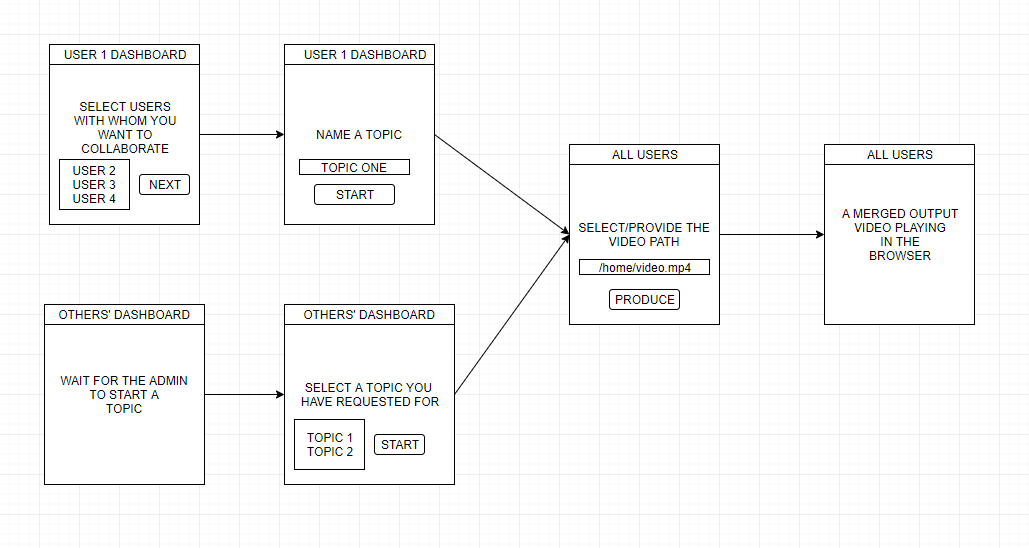 USER 1 DASHBOARD
SELECT USERS
WITH WHOM YOU
WANT TO
COLLABORATE
USER 2
USER 3
USER 4
NEXT
USER 1 DASHBOARD
NAME A TOPIC
TOPIC ONE
START
ALL USERS
SELECT/PROVIDE THE
VIDEO PATH
/home/video.mp4
PRODUCE
ALL USERS
A MERGED OUTPUT
VIDEO PLAYING
IN THE
BROWSER
OTHERS' DASHBOARD
WAIT FOR THE ADMIN
TO START A
TOPIC
OTHERS' DASHBOARD
SELECT A TOPIC YOU
HAVE REQUESTED FOR
TOPIC 1
TOPIC 2
START